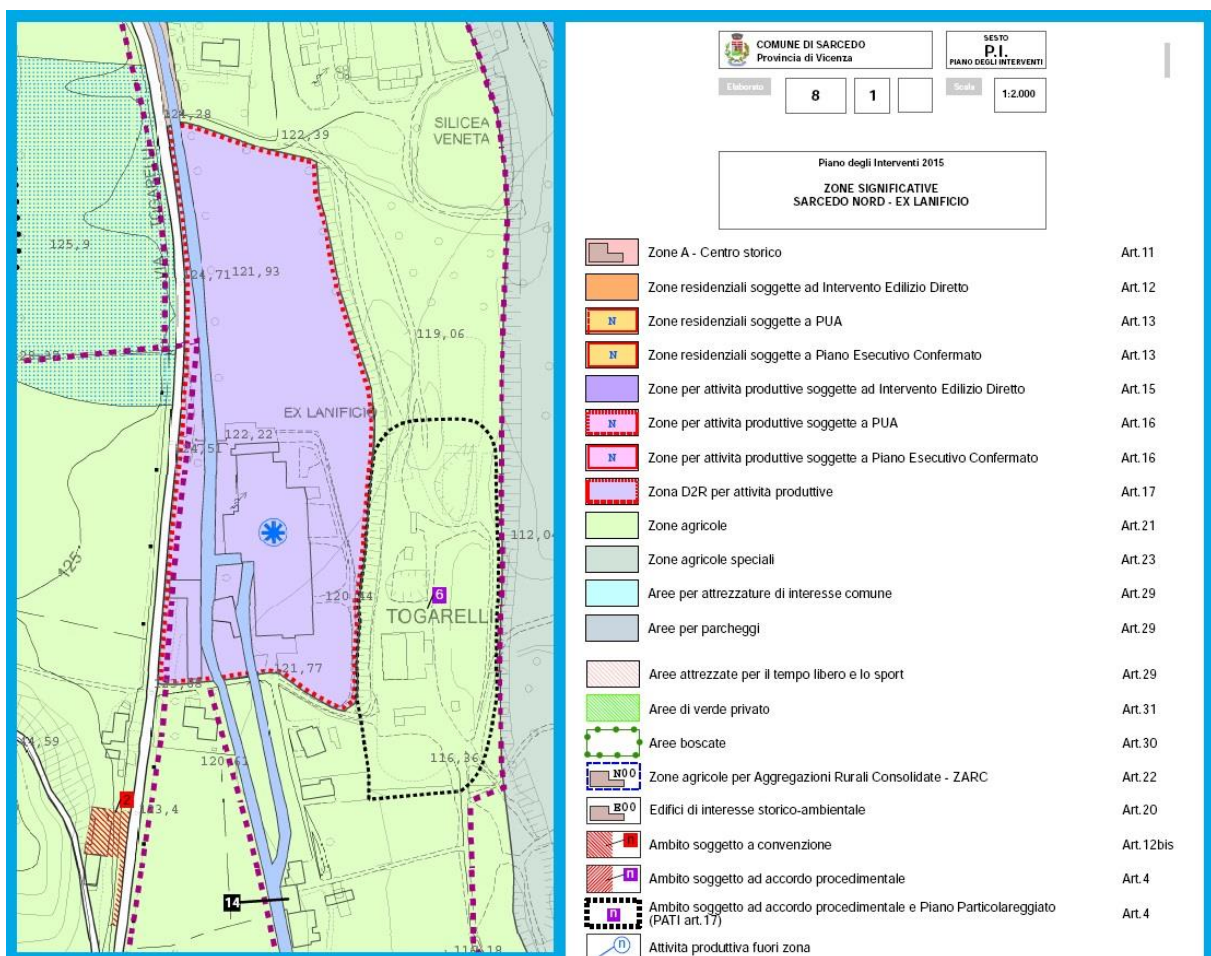 124,28
122,39
SILICEA
VENETA
125,9
124,71
121,93
119,06
EX LANIFICIO
122,22
112,04
6
120,44
TOGARELLI
125
121,77
120,61
116,36
2
123,4
14
COMUNE DI SARCEDO
Provincia di Vicenza
SESTO
P.I.
PIANO DEGLI INTERVENTI
Elaborato
8
1
Scala
1:2.000
Piano degli Interventi 2015
ZONE SIGNIFICATIVE
SARCEDO NORD - EX LANIFICIO
Zona A - Centro storico Art.11
Zone residenziali soggette ad Intervento Edilizio Diretto Art.12
N Zone residenziali soggette a PUA Art.13
N Zone residenziali soggette a Piano Esecutivo Confermato Art.13
Zone per attività produttive soggette ad Intervento Edilizio Diretto Art.15
N Zone per attività produttive soggette a PUA Art.16
N Zone per attività produttive soggette a Piano Esecutivo Confermato Art.16
Zona D2R per attività produttive Art.17
Zone agricole Art.21
Zone agricole speciali Art.23
Aree per attrezzature di interesse comune Art.29
Aree per parcheggi Art.29
Aree attrezzate per il tempo libero e lo sport Art.29
Aree di verde privato Art.31
Aree boscate Art.30
N00 Zone agricole per Aggregazioni Rurali Consolidate - ZARC Art.22
E00 Edifici di interesse storico-ambientale Art.20
n Ambito soggetto a convenzione Art.12bis
n Ambito soggetto ad accordo procedimentale Art.4
n Ambito soggetto ad accordo procedimentale e Piano Particolareggiato
(PATI art.17) Art.4
n Attività produttiva fuori zona